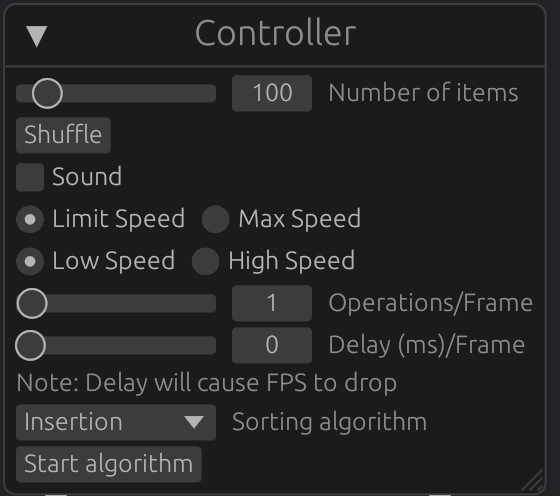 Controller
100 Number of items
Shuffle
Sound
Limit Speed Max Speed
Low Speed High Speed
1 Operations/Frame
0 Delay (ms)/Frame
Note: Delay will cause FPS to drop
Insertion Sorting algorithm
Start algorithm